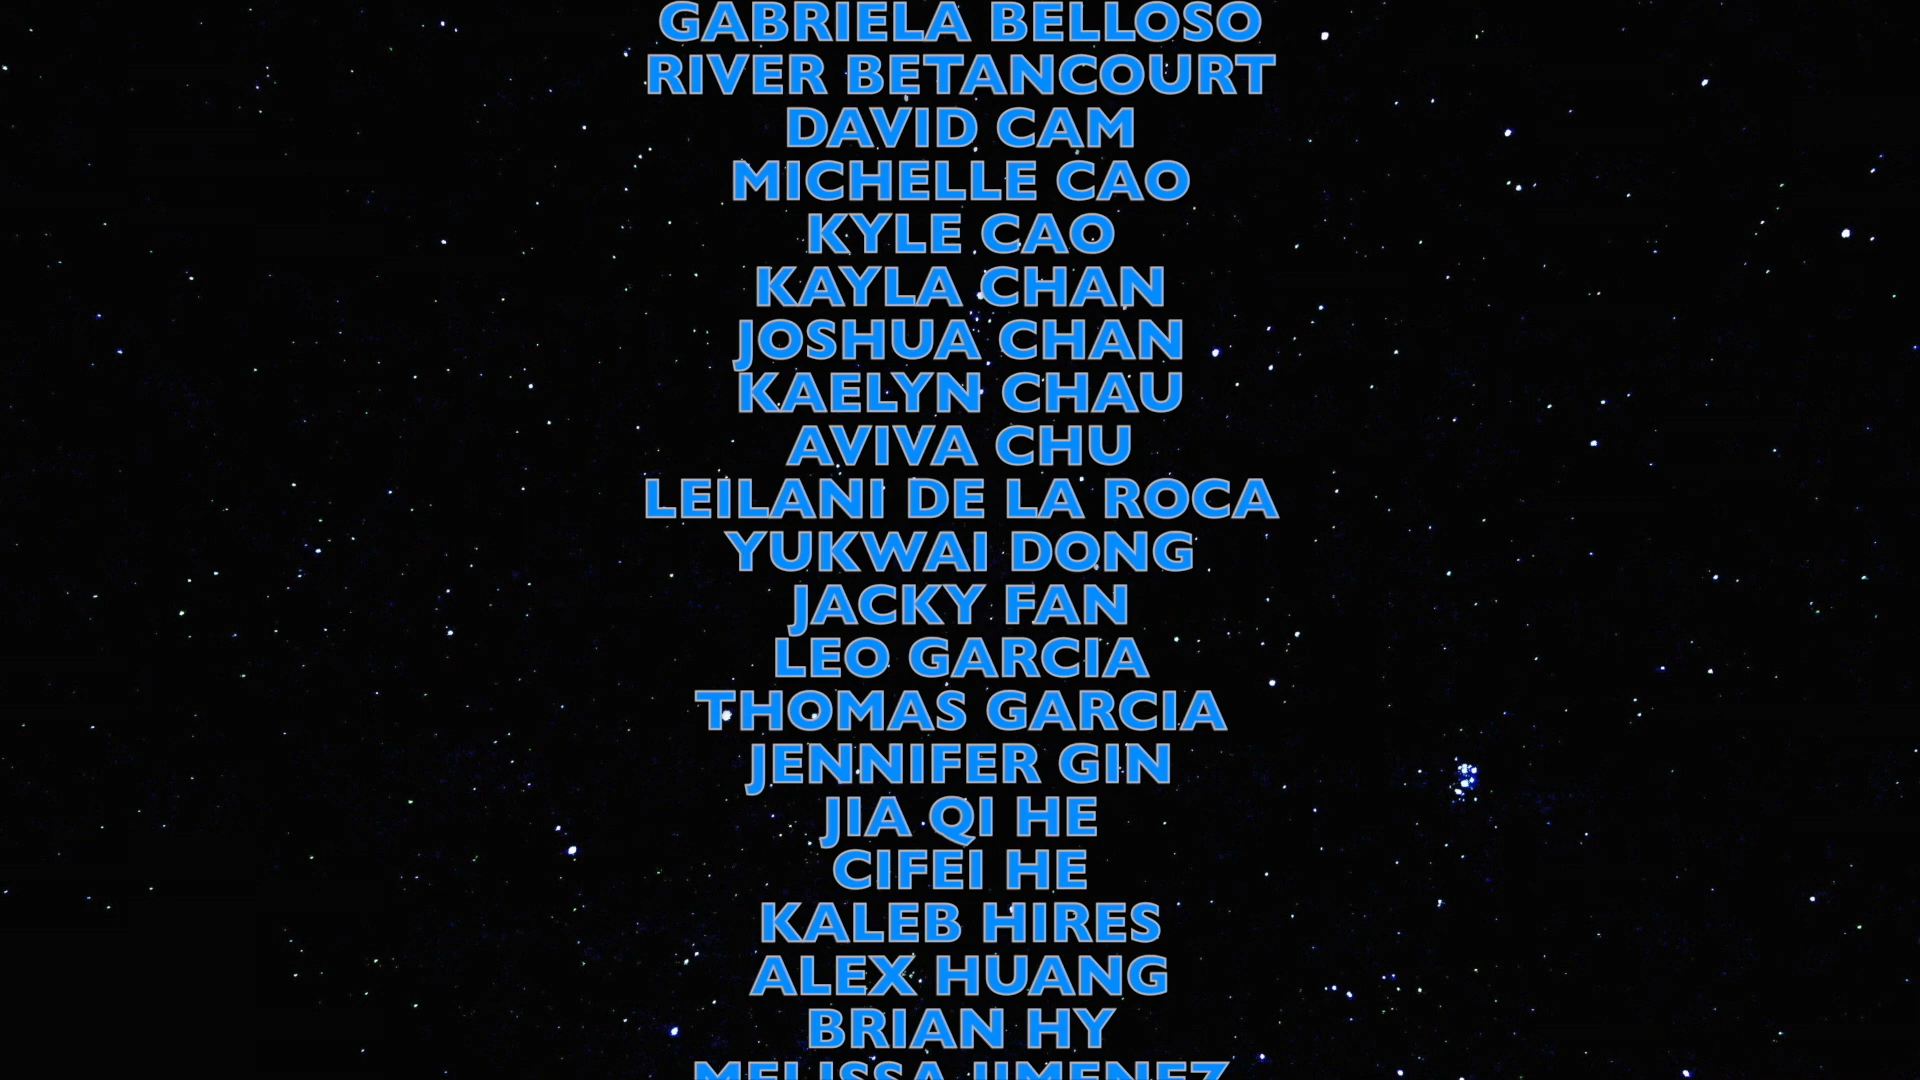 GABRIELA BELLOSO
RIVER BETANCOURT
DAVID CAM
MICHELLE CAO
KYLE CAO
KAYLA CHAN
JOSHUA CHAN
KAELYN CHAU
AVIVA CHU
LEILANI DE LA ROCA
YUKWAI DONG
JACKY FAN
LEO GARCIA
THOMAS GARCIA
JENNIFER GIN
JIA QI HE
CIFEI HE
KALEB HIRES
ALEX HUANG
BRIAN HY
MELISSA JIMENEZ